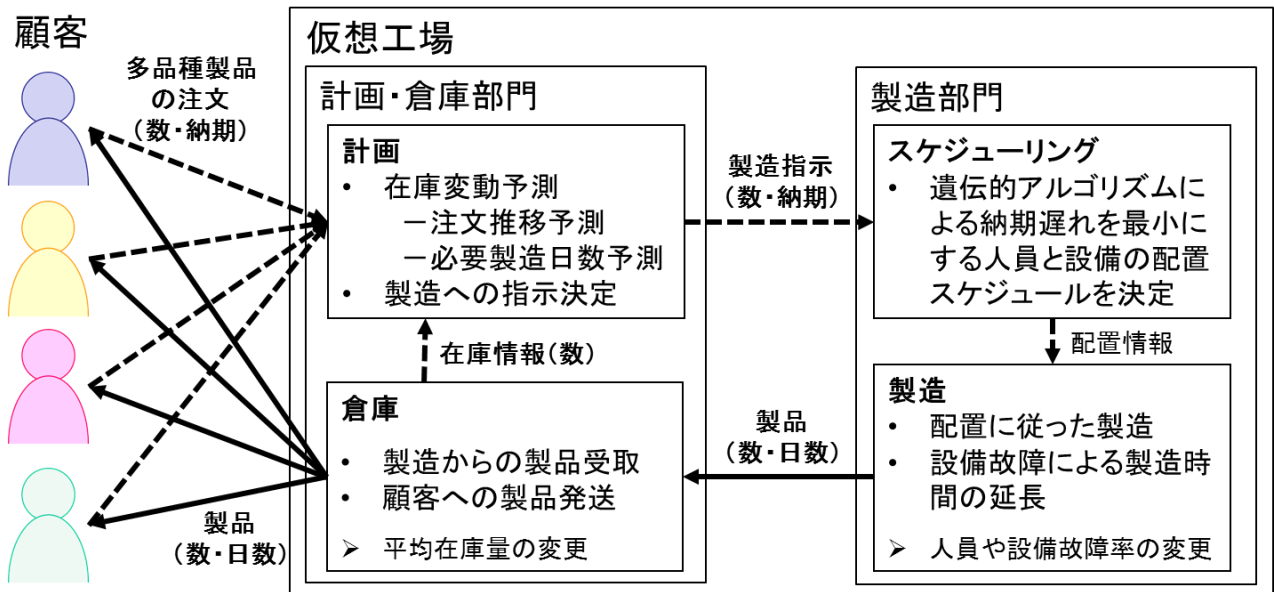 顧客
多品種製品
の注文
(数・納期)
仮想工場
計画・倉庫部門
計画
• 在庫変動予測
－注文推移予測
－必要製造日数予測
• 製造への指示決定
在庫情報(数)
倉庫
• 製造からの製品受取
• 顧客への製品発送
➢ 平均在庫量の変更
製品
(数・日数)
製造指示
(数・納期)
製品
(数・日数)
製造部門
スケジューリング
• 遺伝的アルゴリズムに
よる納期遅れを最小に
する人員と設備の配置
スケジュールを決定
配置情報
製造
• 配置に従った製造
• 設備故障による製造時
間の延長
➢ 人員や設備故障率の変更